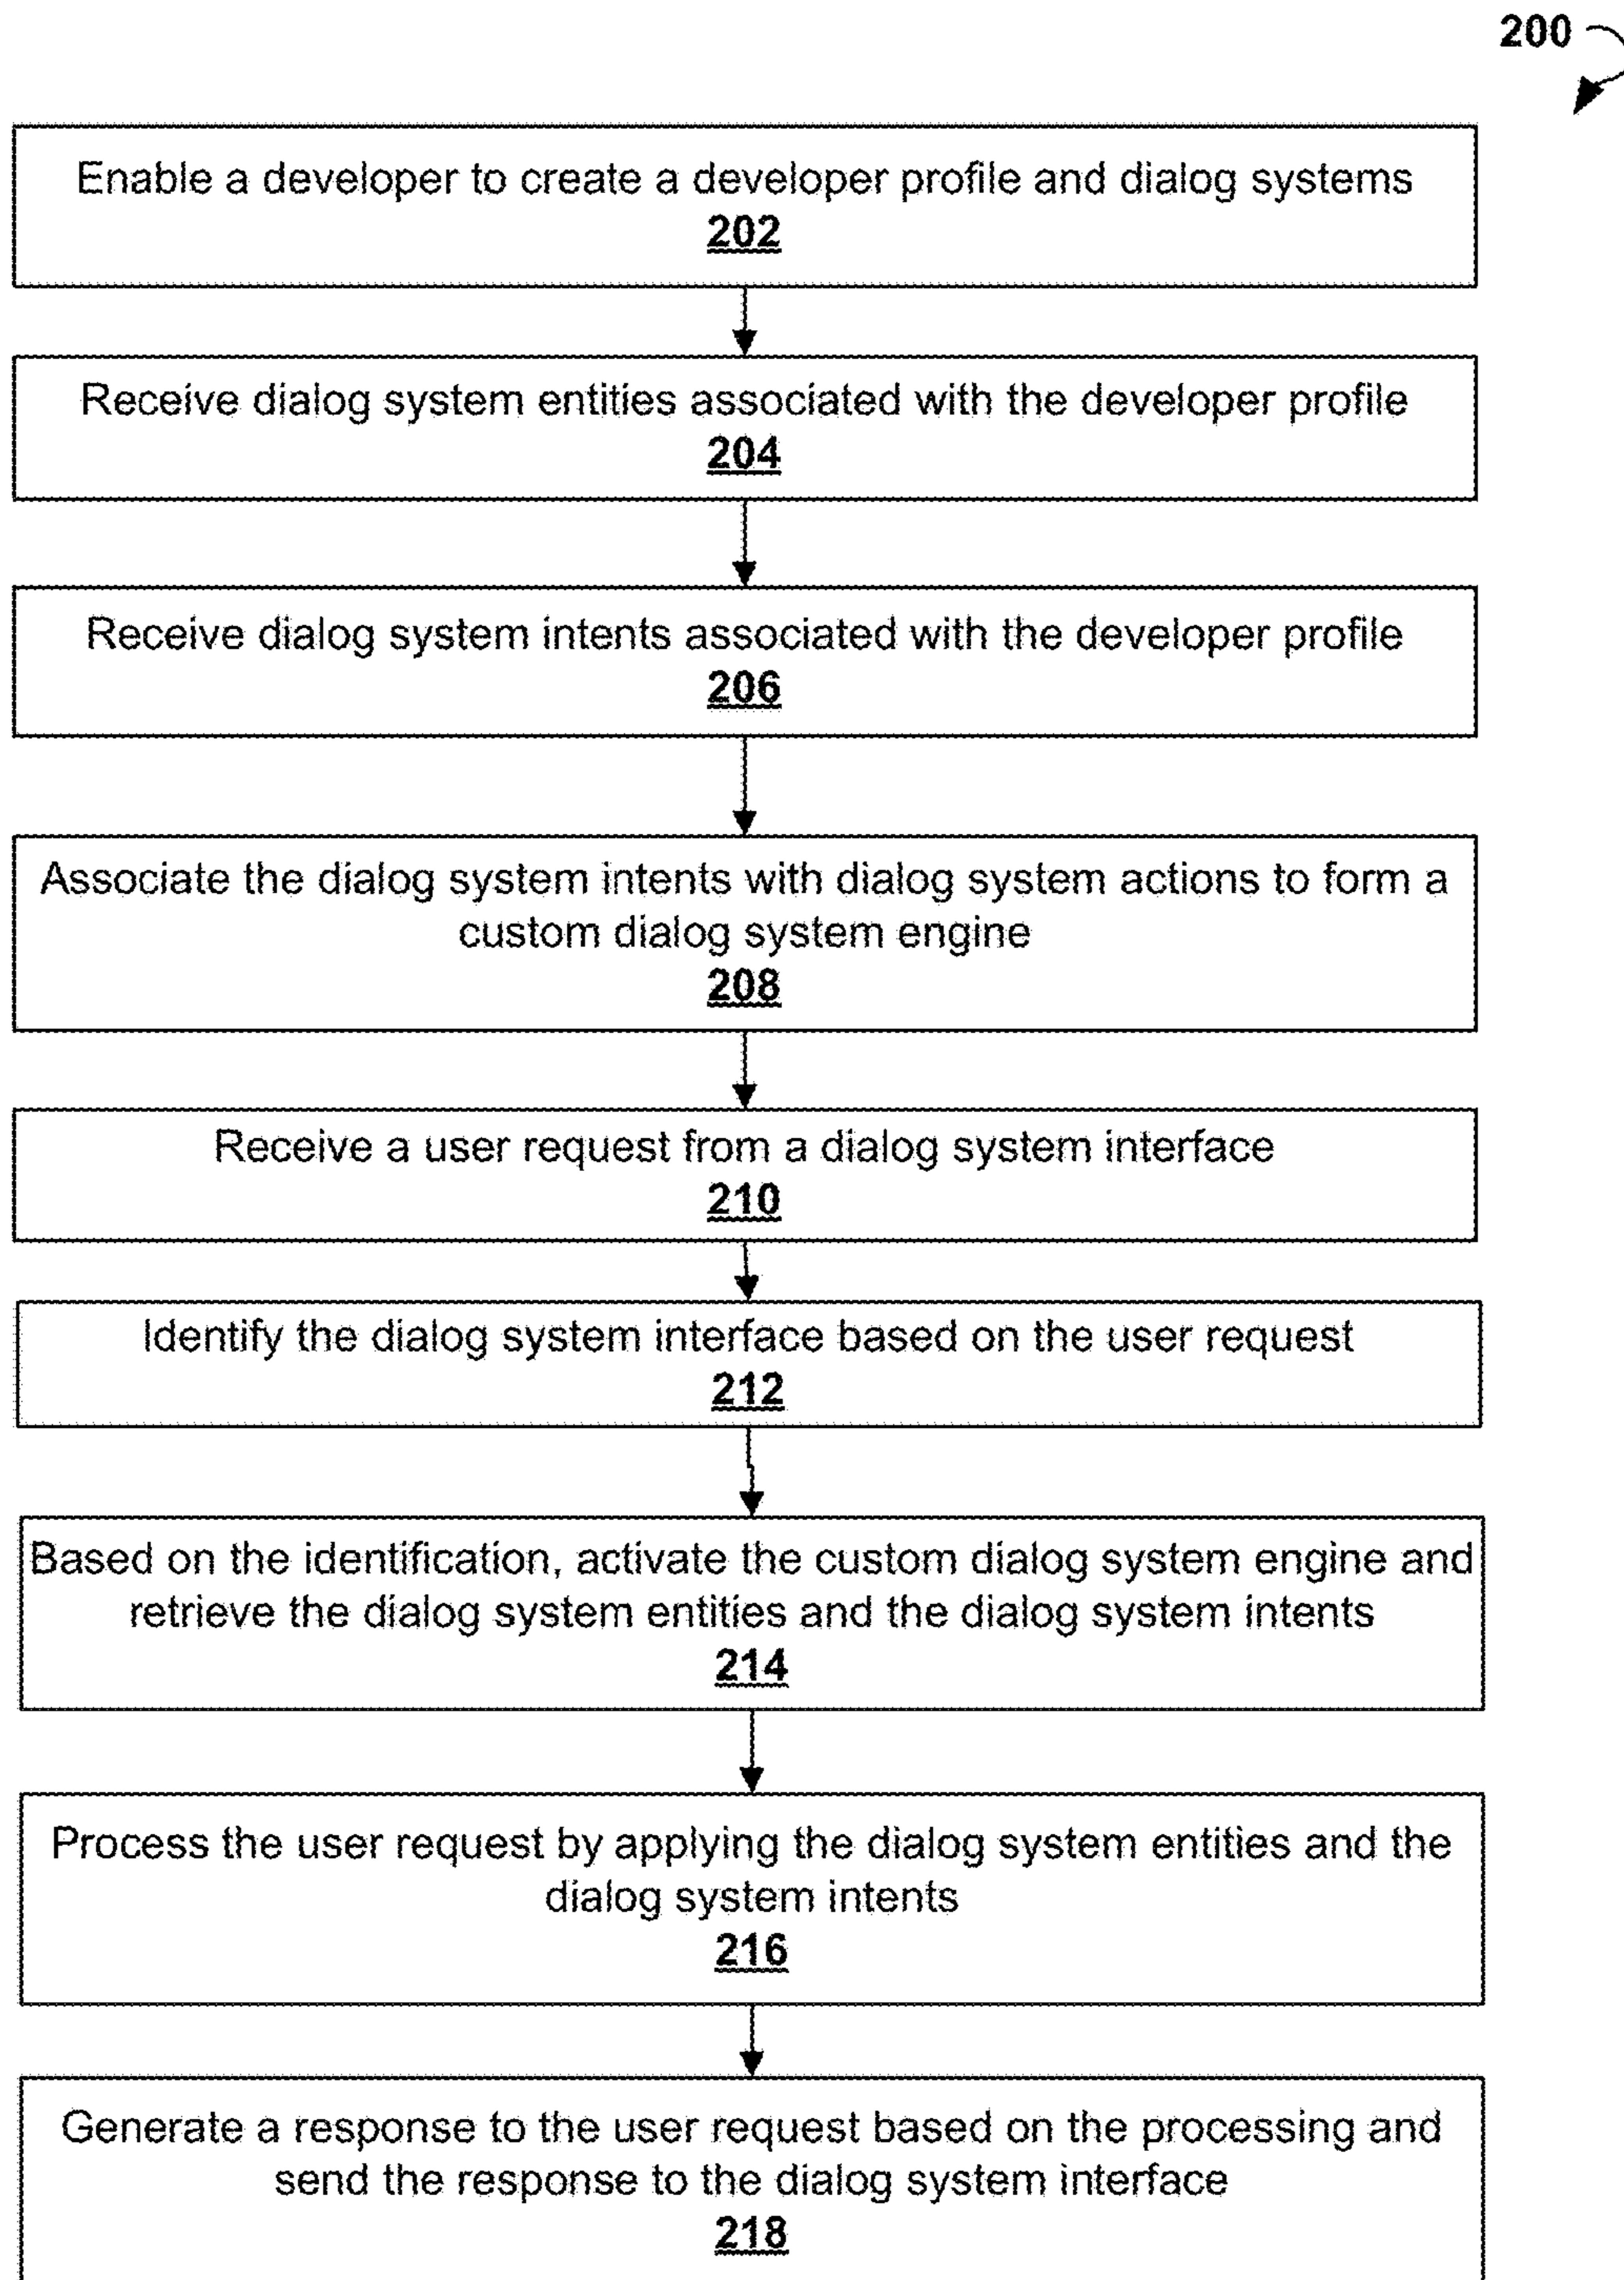 200
Enable a developer to create a developer profile and dialog systems
202
Receive dialog system entities associated with the developer profile
204
Receive dialog system intents associated with the developer profile
206
Associate the dialog system intents with dialog system actions to form a
custom dialog system engine
208
Receive a user request from a dialog system interface
210
Identify the dialog system interface based on the user request
212
Based on the identification, activate the custom dialog system engine and
retrieve the dialog system entities and the dialog system intents
214
Process the user request by applying the dialog system entities and the
dialog system intents
216
Generate a response to the user request based on the processing and
send the response to the dialog system interface
218